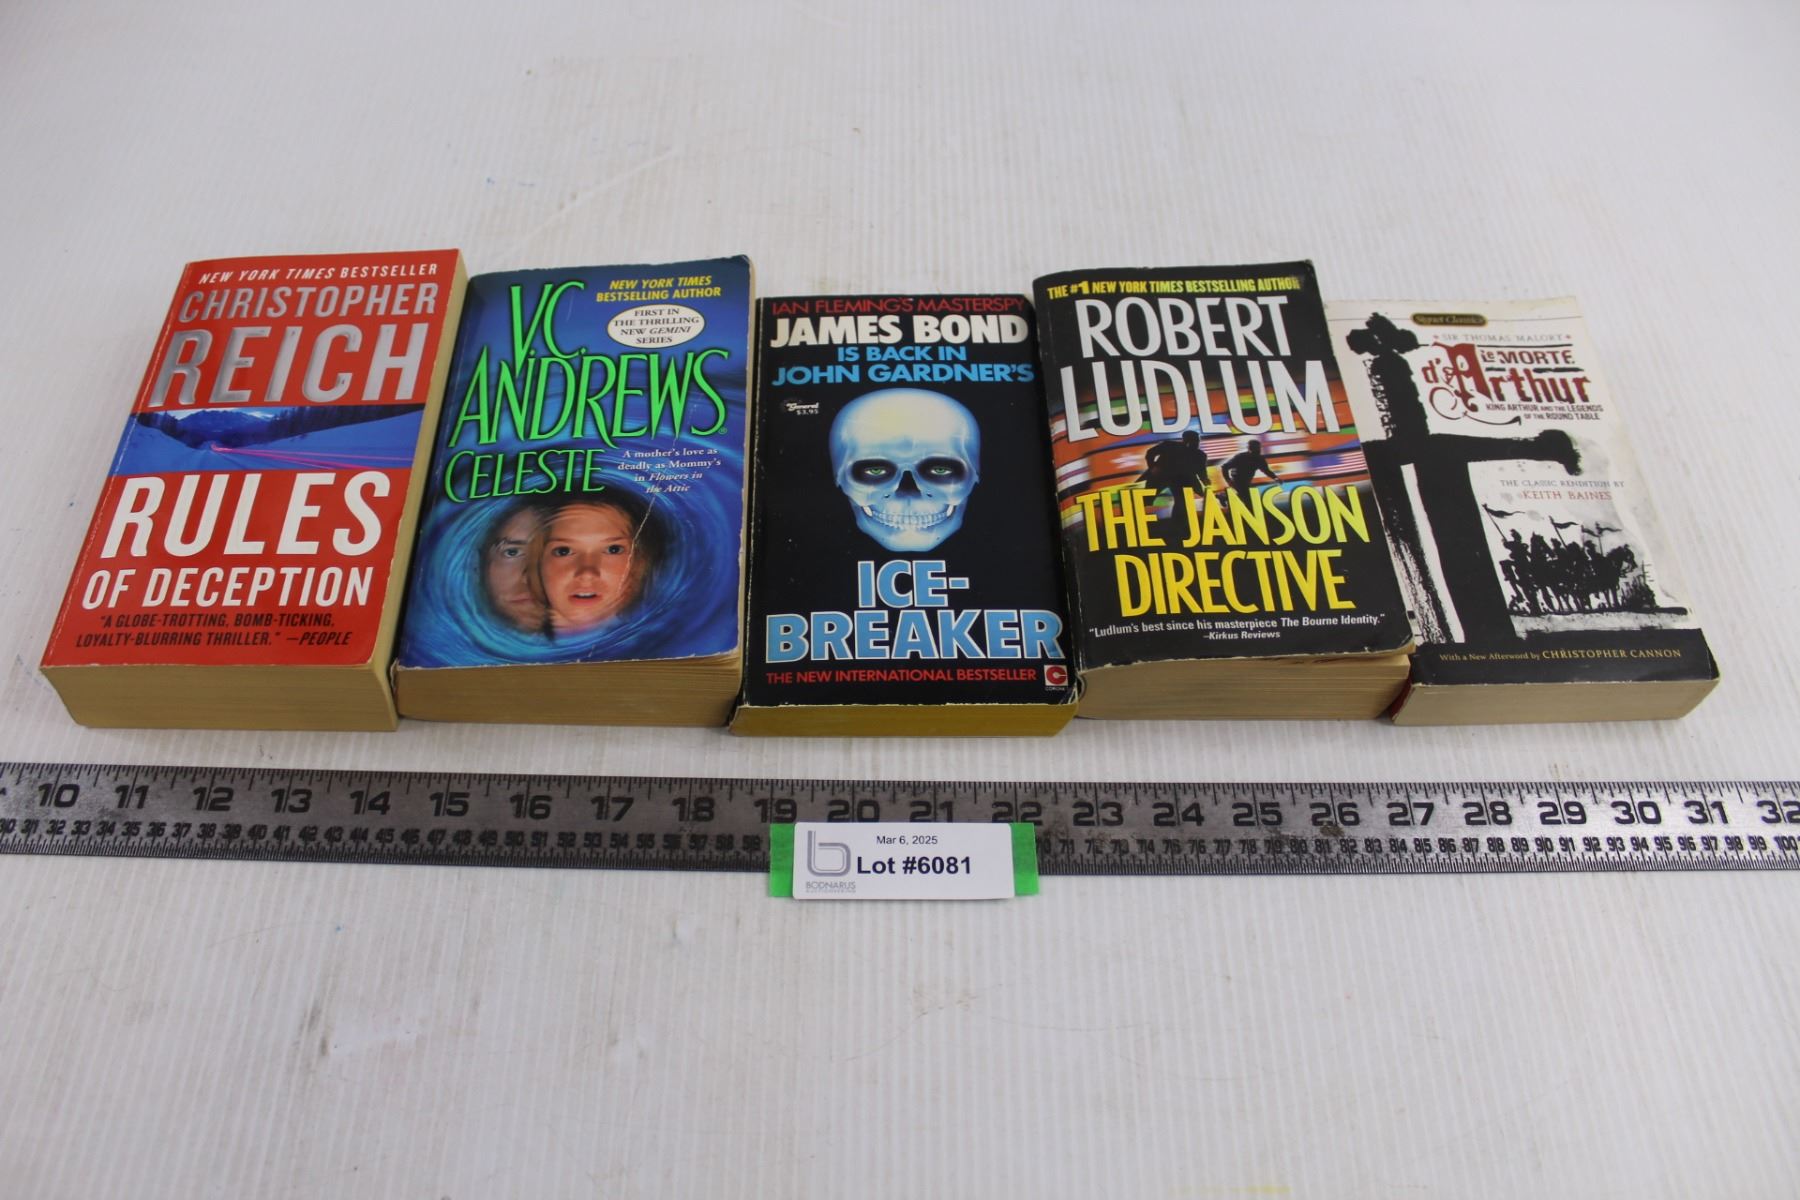 NEW YORK TIMES BESTSELLER
CHRISTOPHER
REICH
RULES
OF DECEPTION
"A GLOBE-TROTTING, BOMB-TICKING,
LOYALTY-BLURRING THRILLER." —PEOPLE
V.C.
ANDREWS®
NEW YORK TIMES
BESTSELLING AUTHOR
FIRST IN
THE THRILLING
NEW GEMINI
SERIES
CELESTE
A mother's love as
deadly as Mommy's
in Flowers in
the Attic
IAN FLEMING'S MASTERSPY
JAMES BOND
IS BACK IN
JOHN GARDNER'S
General
$3.95
ICE-
BREAKER
THE NEW INTERNATIONAL BESTSELLER
CORONET
THE #1 NEW YORK TIMES BESTSELLING AUTHOR
ROBERT
LUDLUM
THE JANSON
DIRECTIVE
"Ludlum's best since his masterpiece The Bourne Identity."
—Kirkus Reviews
Signet Classics
SIR THOMAS MALORY
Le MORTE
d'Arthur
KING ARTHUR AND THE LEGENDS
OF THE ROUND TABLE
THE CLASSIC RENDITION BY
KEITH BAINES
With a New Afterword by CHRISTOPHER CANNON
10 11 12 13 14 15 16 17 18 19 20 21 22 23 24 25 26 27 28 29 30 31 32
Mar 6, 2025
Lot #6081
BODNARUS
AUCTIONEERING